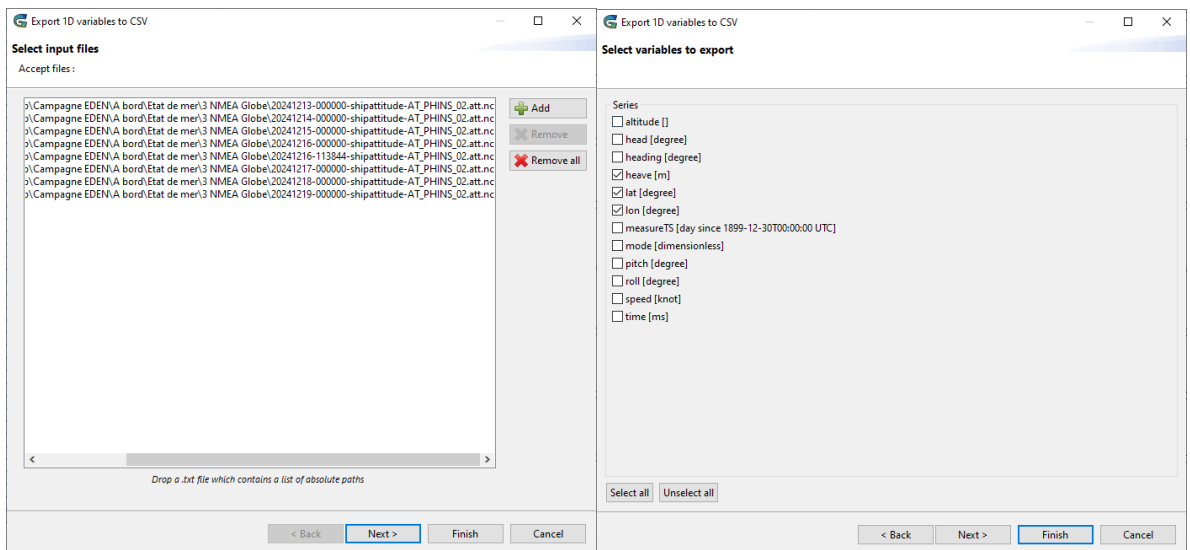 Export 1D variables to CSV
Select input files
Accept files :
\Campagne EDEN\A bord\Etat de mer\3 NMEA Globe\20241213-000000-shipattitude-AT_PHINS_02.att.nc
\Campagne EDEN\A bord\Etat de mer\3 NMEA Globe\20241214-000000-shipattitude-AT_PHINS_02.att.nc
\Campagne EDEN\A bord\Etat de mer\3 NMEA Globe\20241215-000000-shipattitude-AT_PHINS_02.att.nc
\Campagne EDEN\A bord\Etat de mer\3 NMEA Globe\20241216-000000-shipattitude-AT_PHINS_02.att.nc
\Campagne EDEN\A bord\Etat de mer\3 NMEA Globe\20241216-113844-shipattitude-AT_PHINS_02.att.nc
\Campagne EDEN\A bord\Etat de mer\3 NMEA Globe\20241217-000000-shipattitude-AT_PHINS_02.att.nc
\Campagne EDEN\A bord\Etat de mer\3 NMEA Globe\20241218-000000-shipattitude-AT_PHINS_02.att.nc
\Campagne EDEN\A bord\Etat de mer\3 NMEA Globe\20241219-000000-shipattitude-AT_PHINS_02.att.nc
Add
Remove
Remove all
Drop a .txt file which contains a list of absolute paths
< Back
Next >
Finish
Cancel
Export 1D variables to CSV
Select variables to export
Series
altitude []
head [degree]
heading [degree]
heave [m]
lat [degree]
lon [degree]
measureTS [day since 1899-12-30T00:00:00 UTC]
mode [dimensionless]
pitch [degree]
roll [degree]
speed [knot]
time [ms]
Select all
Unselect all
< Back
Next >
Finish
Cancel